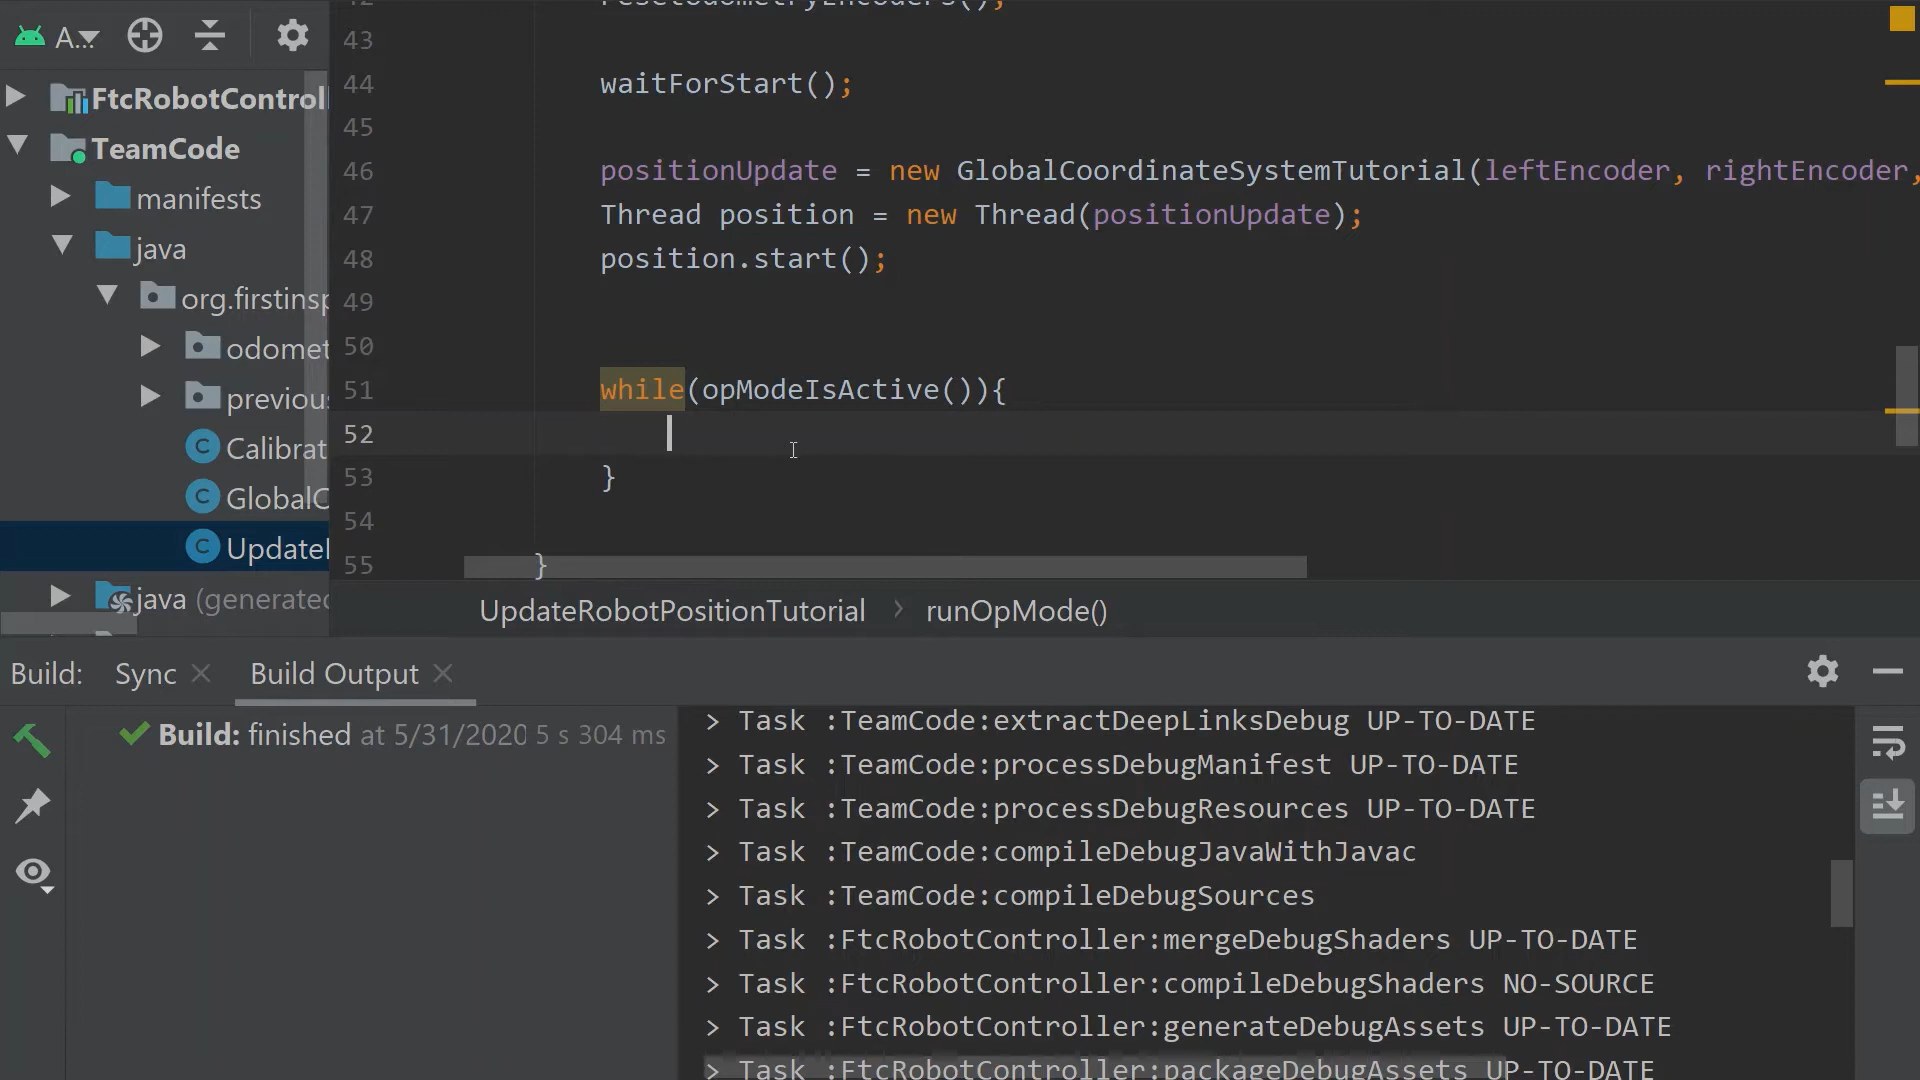 A...
FtcRobotControl
TeamCode
manifests
java
org.firstinsp
odomet
previou
Calibrat
GlobalC
Update
java (generated
43
44 waitForStart();
45
46 positionUpdate = new GlobalCoordinateSystemTutorial(leftEncoder, rightEncoder,
47 Thread position = new Thread(positionUpdate);
48 position.start();
49
50
51 while(opModeIsActive()){
52
53 }
54
55 }
UpdateRobotPositionTutorial > runOpMode()
Build: Sync Build Output
Build: finished at 5/31/2020 5 s 304 ms
> Task :TeamCode:extractDeepLinksDebug UP-TO-DATE
> Task :TeamCode:processDebugManifest UP-TO-DATE
> Task :TeamCode:processDebugResources UP-TO-DATE
> Task :TeamCode:compileDebugJavaWithJavac
> Task :TeamCode:compileDebugSources
> Task :FtcRobotController:mergeDebugShaders UP-TO-DATE
> Task :FtcRobotController:compileDebugShaders NO-SOURCE
> Task :FtcRobotController:generateDebugAssets UP-TO-DATE
> Task :FtcRobotController:packageDebugAssets UP-TO-DATE